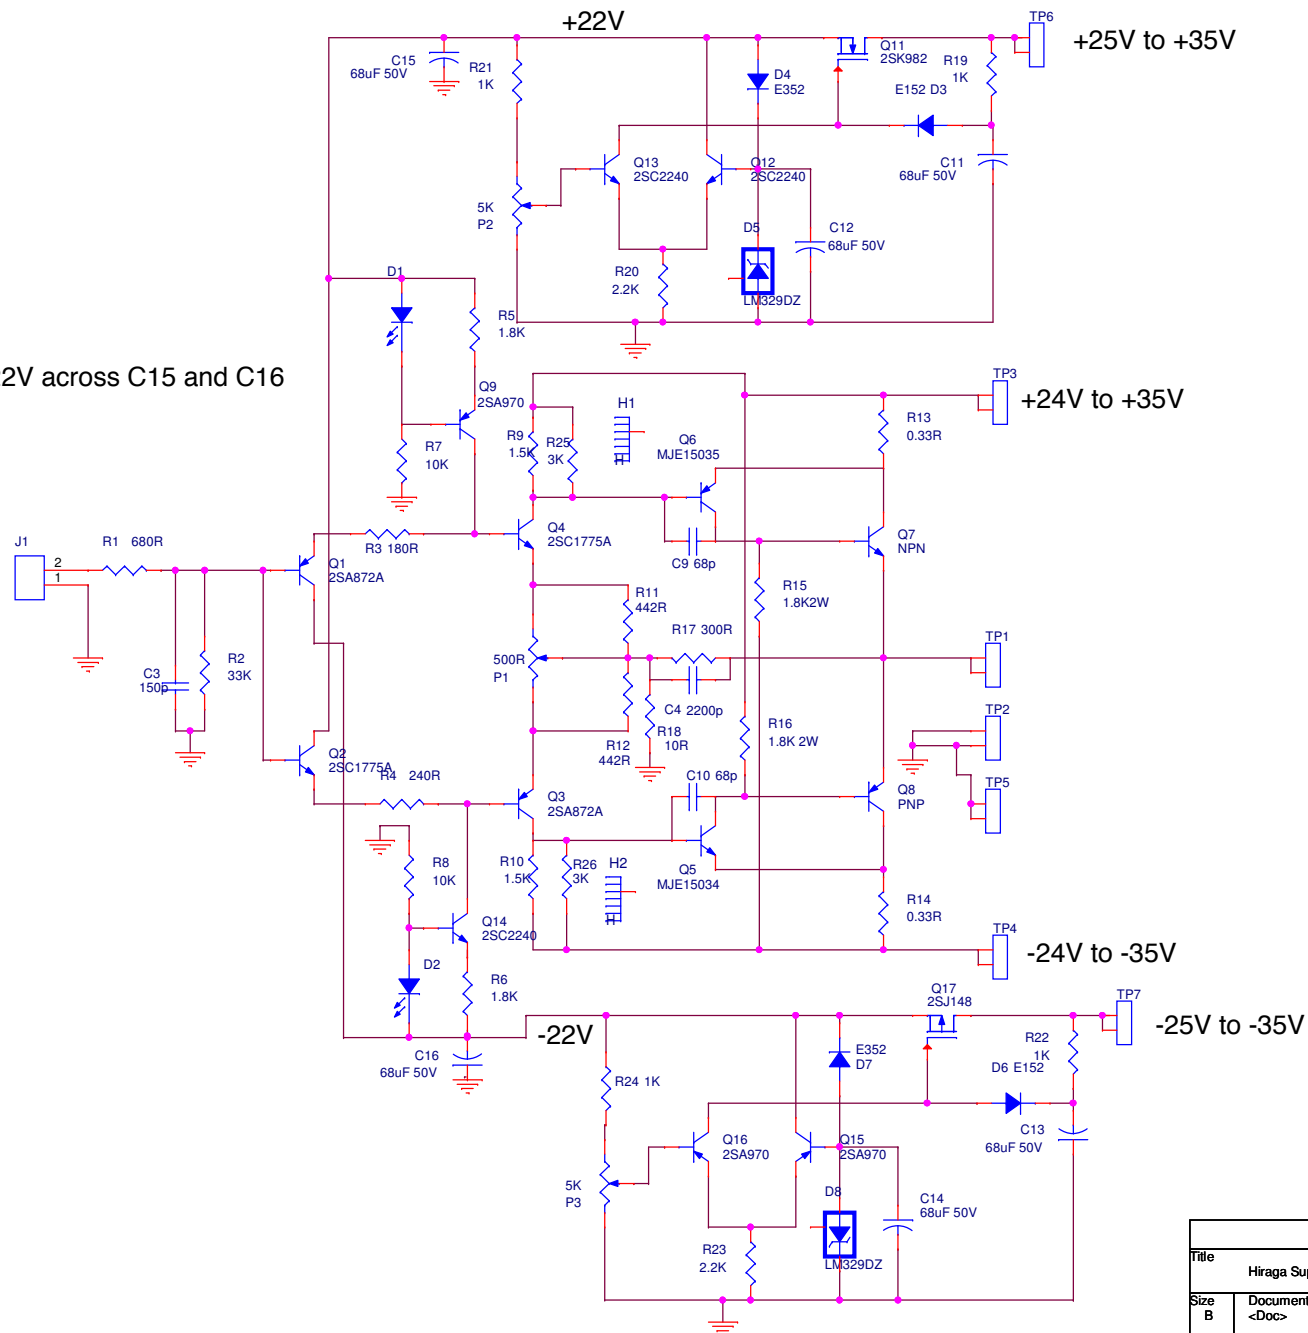 +22V
TP6
+25V to +35V
C15
68uF 50V
R21
1K
D4
E352
Q11
2SK982
R19
1K
E152 D3
Q13
2SC2240
Q12
2SC2240
C11
68uF 50V
5K
P2
D5
C12
68uF 50V
R20
2.2K
LM329DZ
D1
R5
1.8K
2V across C15 and C16
Q9
2SA970
TP3
+24V to +35V
H1
R9
1.5K
R25
3K
Q6
MJE15035
R13
0.33R
R7
10K
H
J1
2
1
R1 680R
R3 180R
Q4
2SC1775A
C9 68p
Q7
NPN
Q1
2SA872A
R11
442R
R15
1.8K2W
R17 300R
TP1
500R
P1
R2
33K
C3
150p
C4 2200p
TP2
R18
10R
R16
1.8K 2W
R12
442R
Q2
2SC1775A
R4 240R
C10 68p
Q3
2SA872A
Q8
PNP
TP5
R8
10K
R10
1.5K
R26
3K
H2
Q5
MJE15034
R14
0.33R
H
Q14
2SC2240
TP4
-24V to -35V
D2
R6
1.8K
Q17
2SJ148
TP7
-22V
-25V to -35V
C16
68uF 50V
E352
D7
R22
1K
D6 E152
R24 1K
C13
68uF 50V
Q16
2SA970
Q15
2SA970
5K
P3
D8
C14
68uF 50V
R23
2.2K
LM329DZ
Title
Hiraga Sup
Size
B
Document
<Doc>